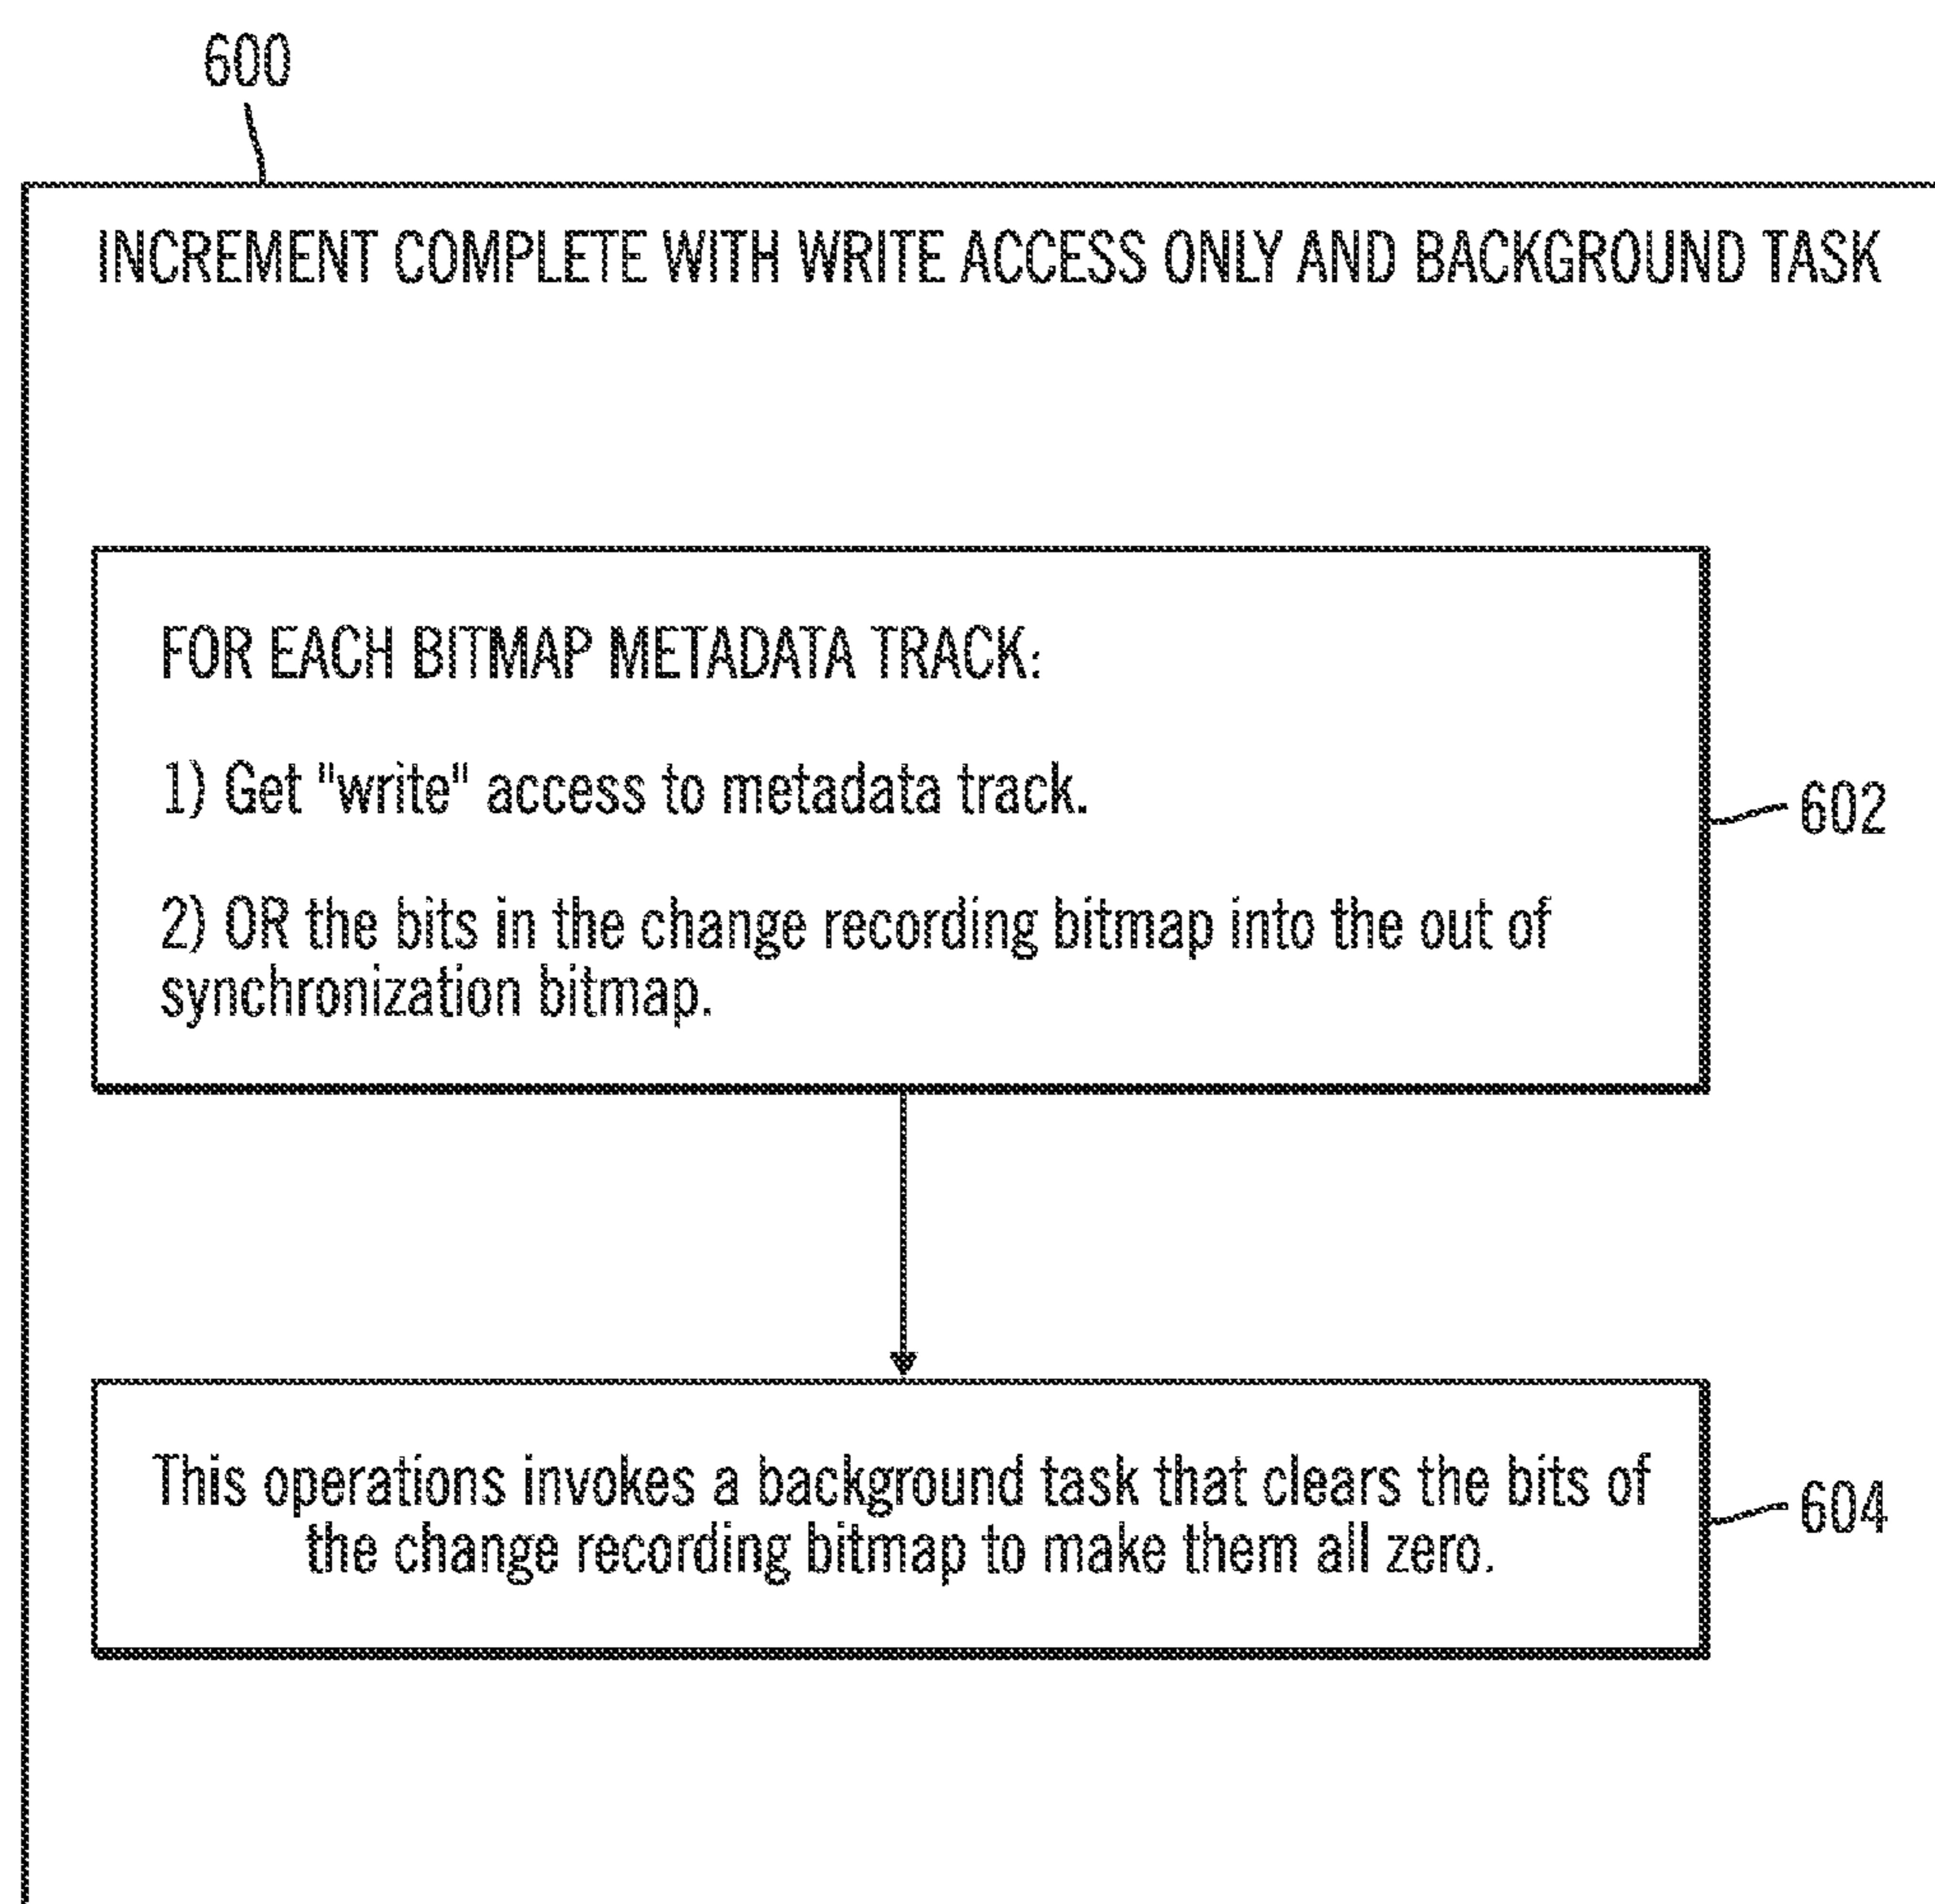 600
INCREMENT COMPLETE WITH WRITE ACCESS ONLY AND BACKGROUND TASK
FOR EACH BITMAP METADATA TRACK:
1) Get "write" access to metadata track.
602
2) OR the bits in the change recording bitmap into the out of
synchronization bitmap.
This operations invokes a background task that clears the bits of
604
the change recording bitmap to make them all zero.